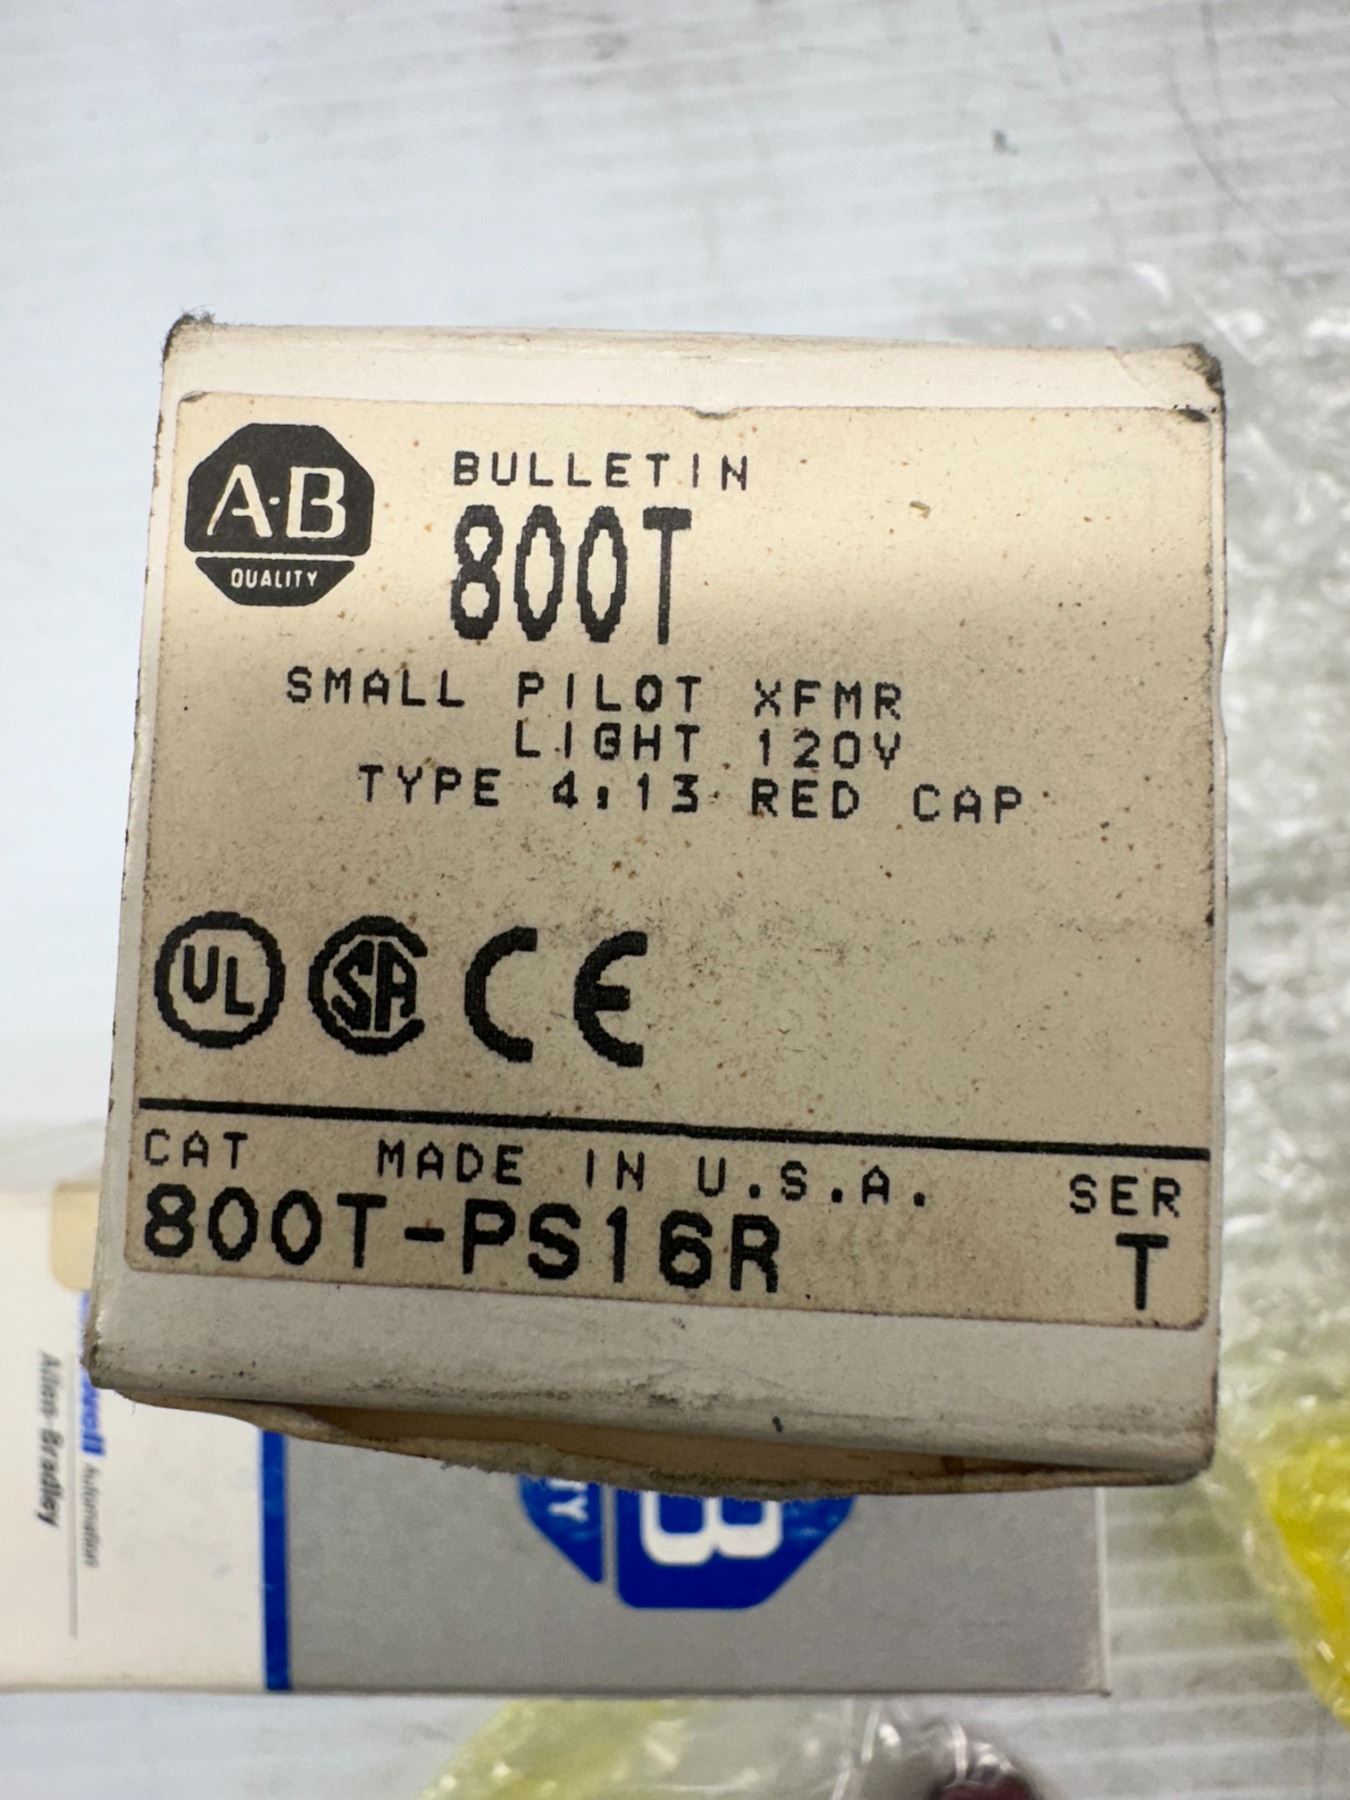 A-B
QUALITY
BULLETIN
800T
SMALL PILOT XFMR
LIGHT 120V
TYPE 4,13 RED CAP
UL SA CE
CAT MADE IN U.S.A. SER
800T-PS16R T
Allen-Bradley
Automation
B
TY